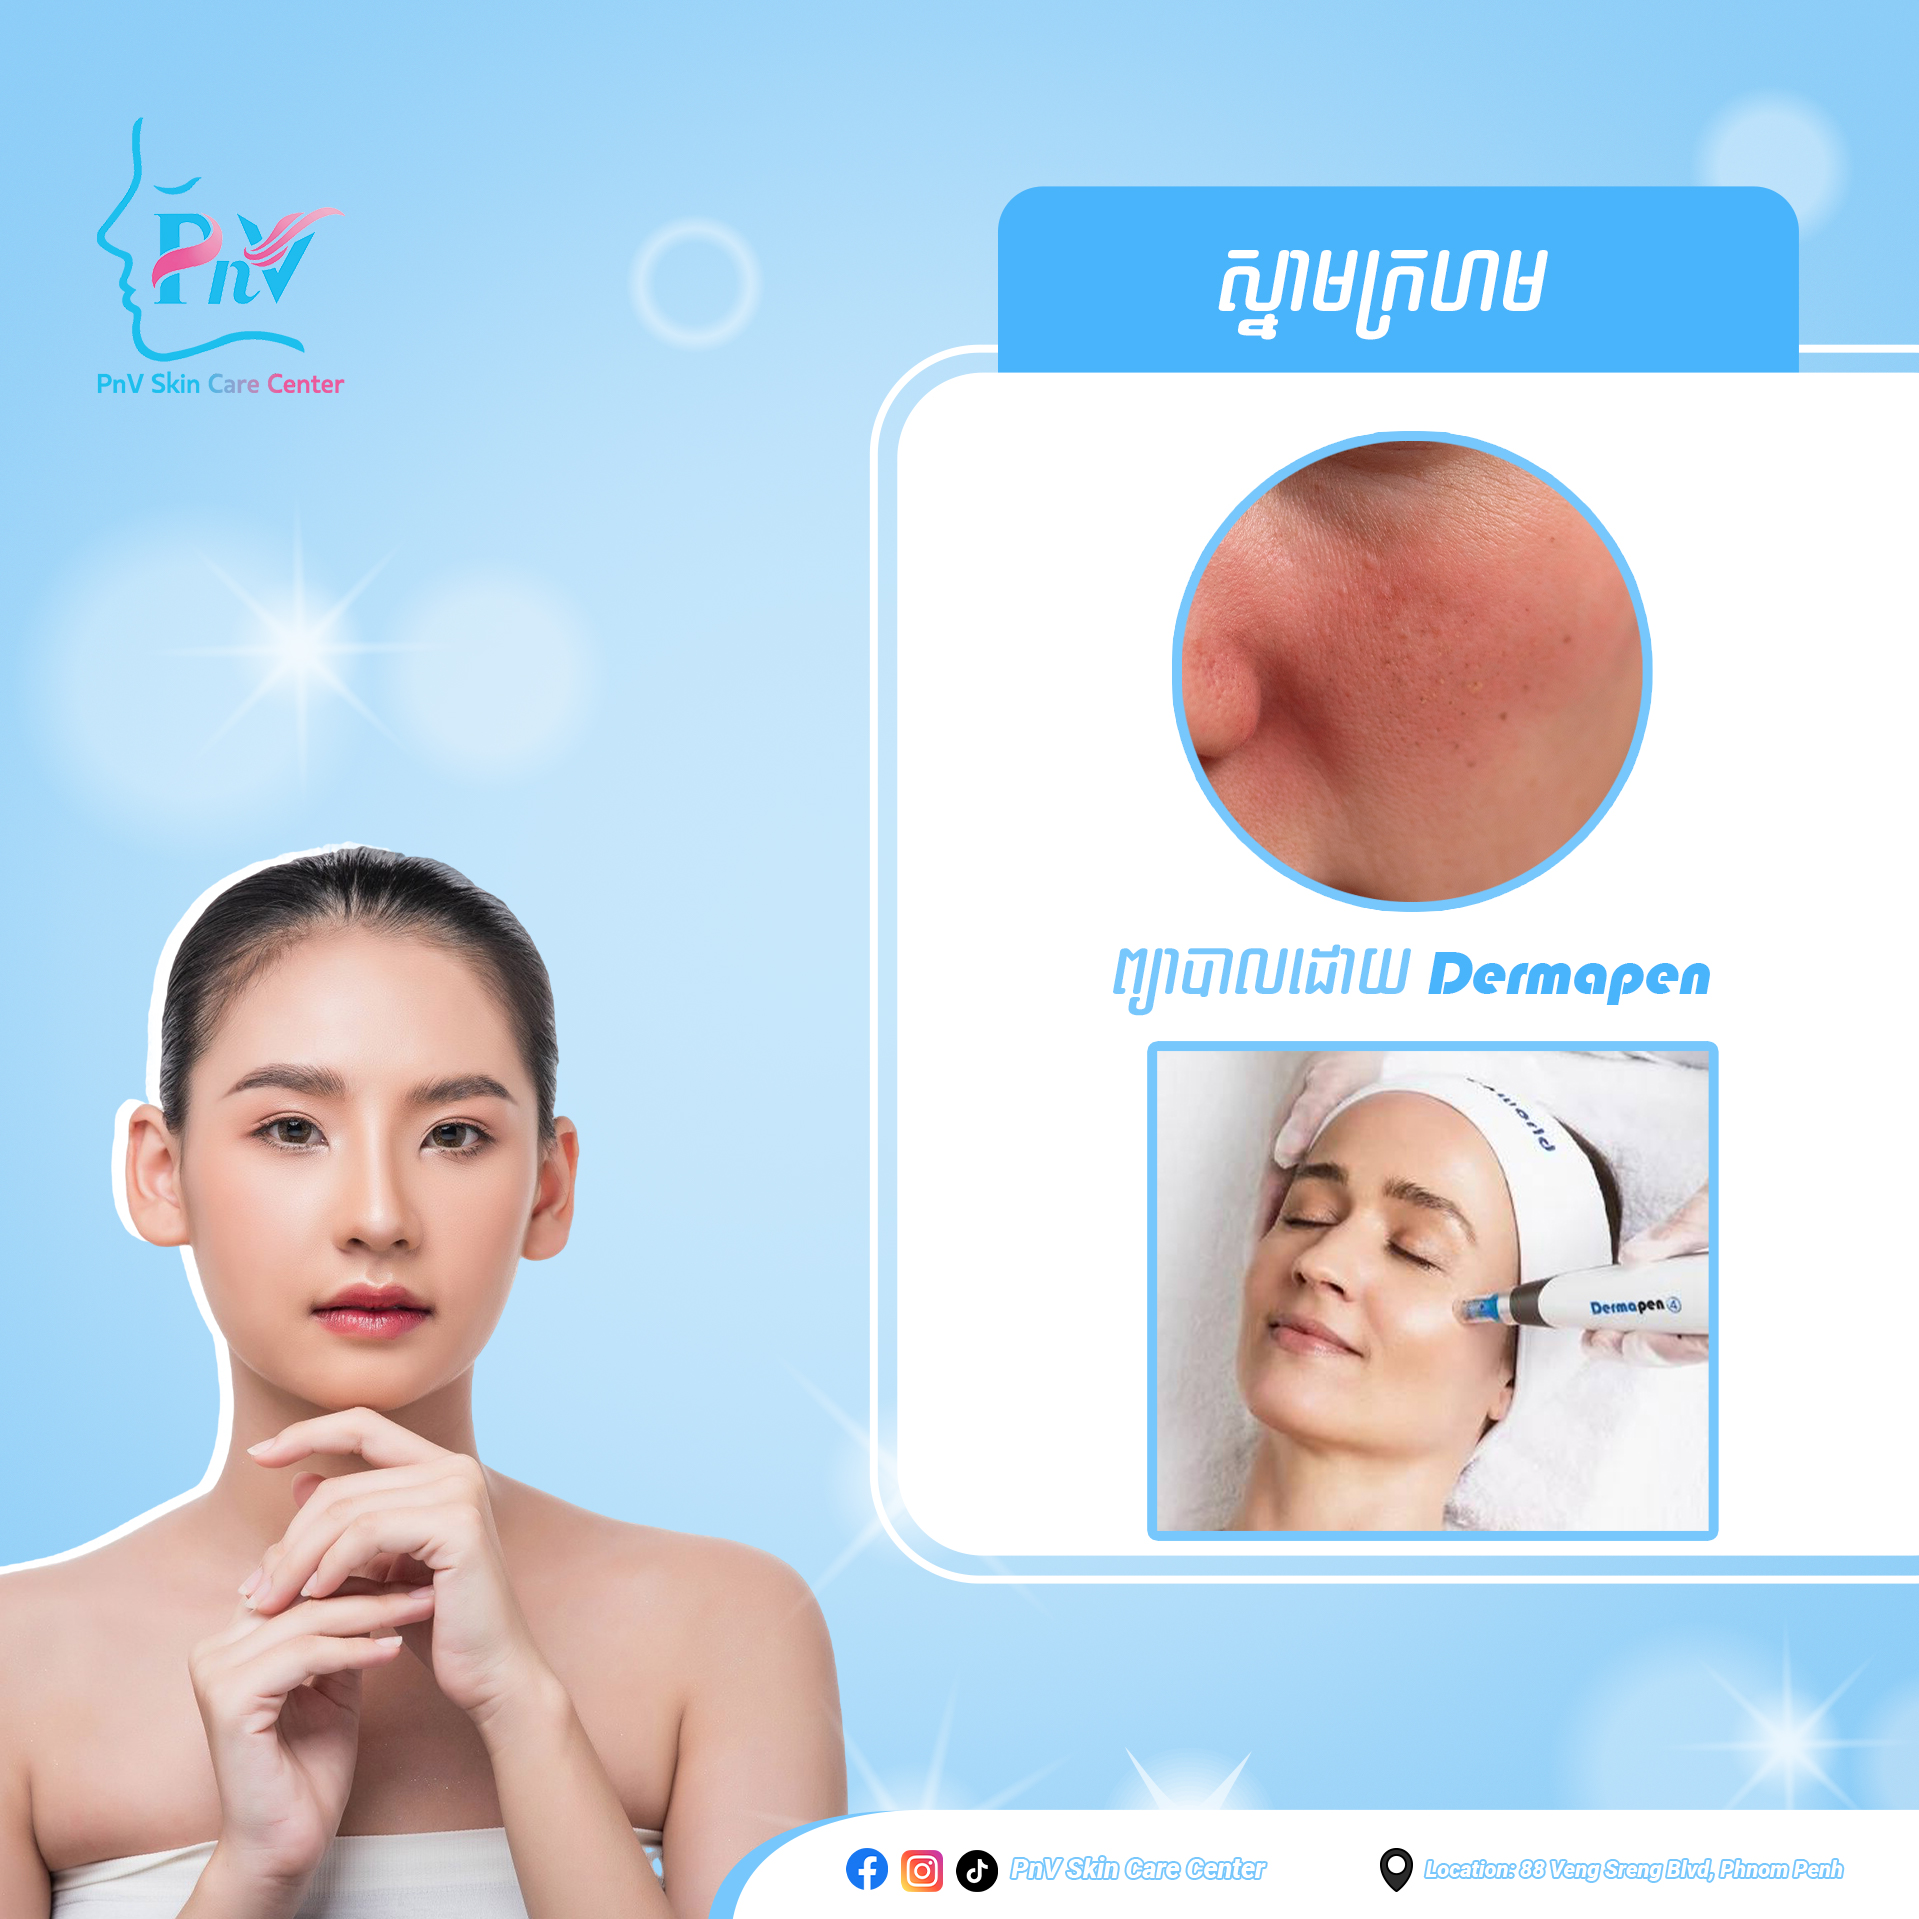 PnV
PnV Skin Care Center
ស្នាមក្រហម
ព្យាបាលដោយ Dermapen
Dermapen 4
PnV Skin Care Center
Location: 88 Veng Sreng Blvd, Phnom Penh